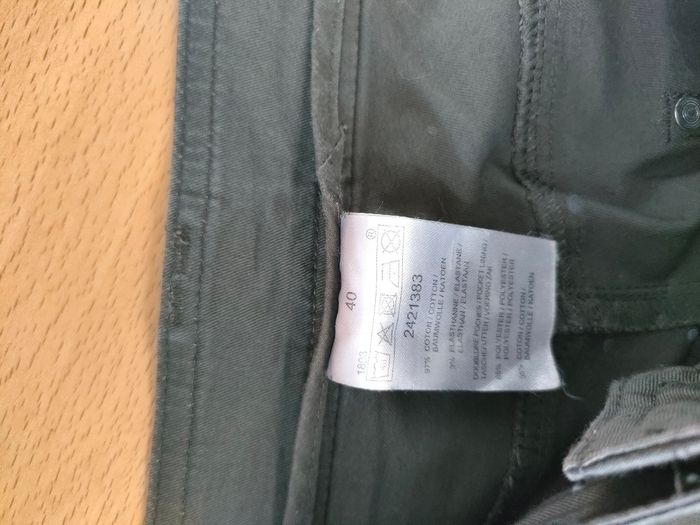 40
1803
®
2421383
97% COTON / COTTON /
BAUMWOLLE / KATOEN
3% ELASTHANNE / ELASTANE /
ELASTHAN / ELASTAAN
DOUBLURE POCHES / POCKET LINING /
TASCHEFUTTER / VOERING ZAK
65% POLYESTER / POLYESTER /
POLYESTER / POLYESTER
35% COTON / COTTON /
BAUMWOLLE / KATOEN